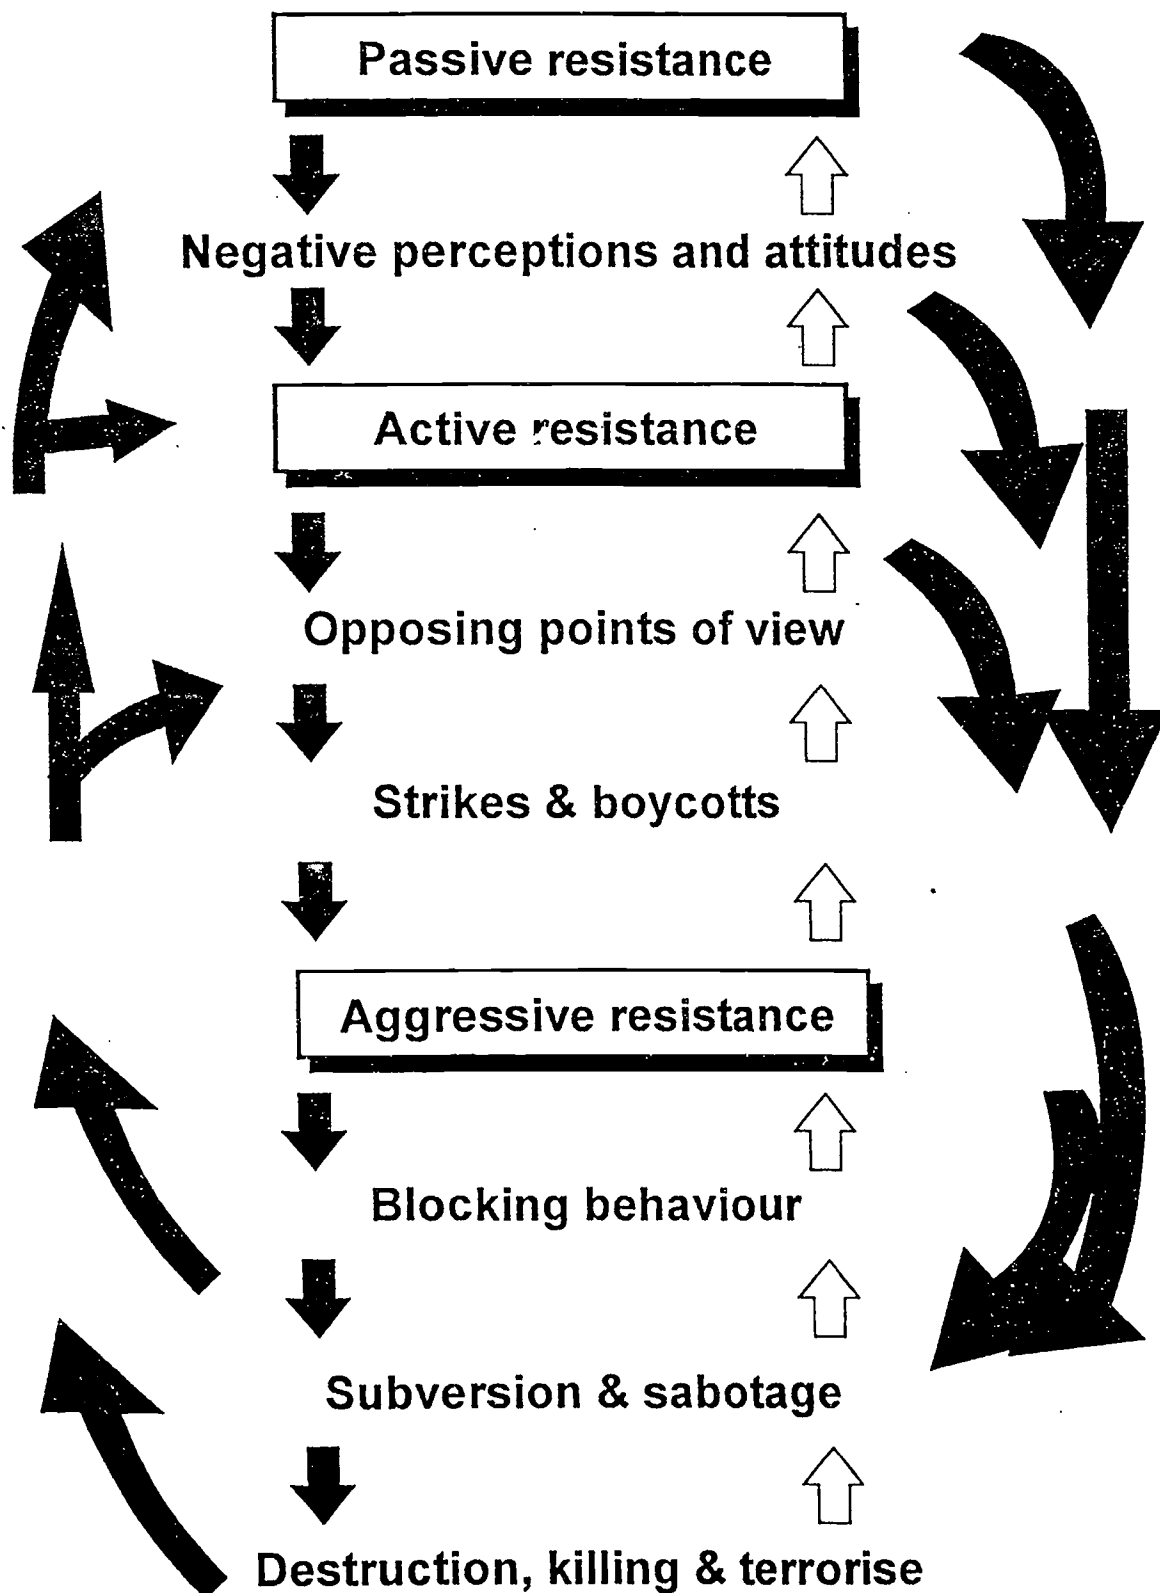 Passive resistance
Negative perceptions and attitudes
Active resistance
Opposing points of view
Strikes & boycotts
Aggressive resistance
Blocking behaviour
Subversion & sabotage
Destruction, killing & terrorise